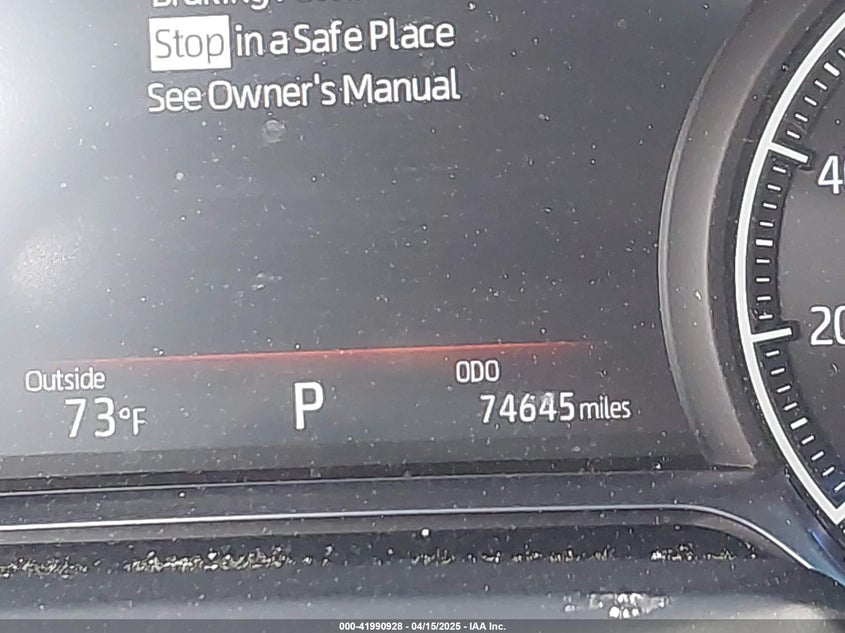 Stop in a Safe Place
See Owner's Manual
40
20
Outside
73°F
P
ODO
74645 miles
000-41990928 - 04/15/2025 - IAA Inc.